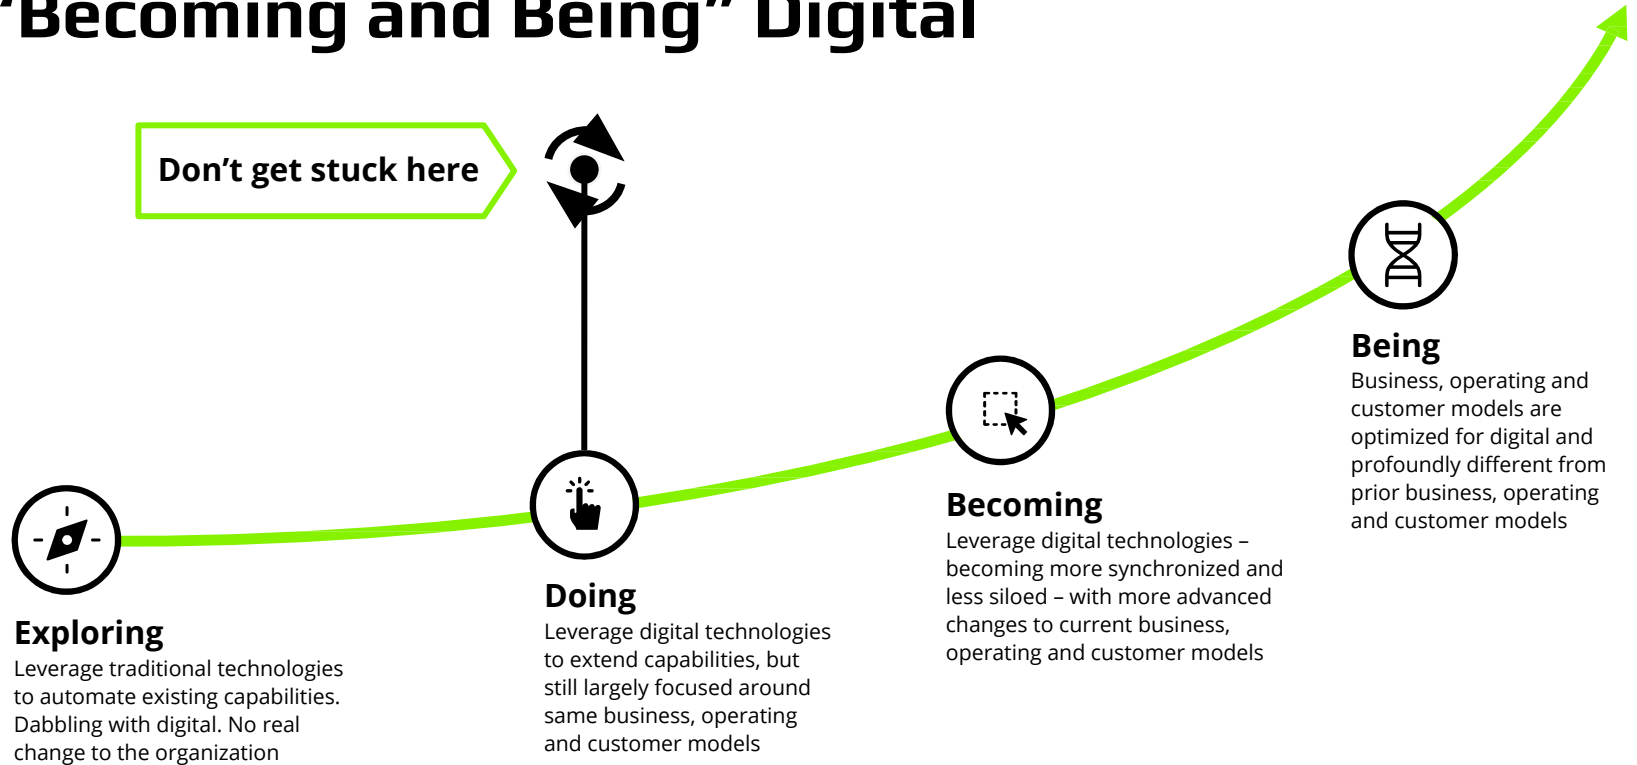 “Becoming and Being” Digital
Don’t get stuck here
Exploring
Leverage traditional technologies
to automate existing capabilities.
Dabbling with digital. No real
change to the organization
Doing
Leverage digital technologies
to extend capabilities, but
still largely focused around
same business, operating
and customer models
Becoming
Leverage digital technologies –
becoming more synchronized and
less siloed – with more advanced
changes to current business,
operating and customer models
Being
Business, operating and
customer models are
optimized for digital and
profoundly different from
prior business, operating
and customer models